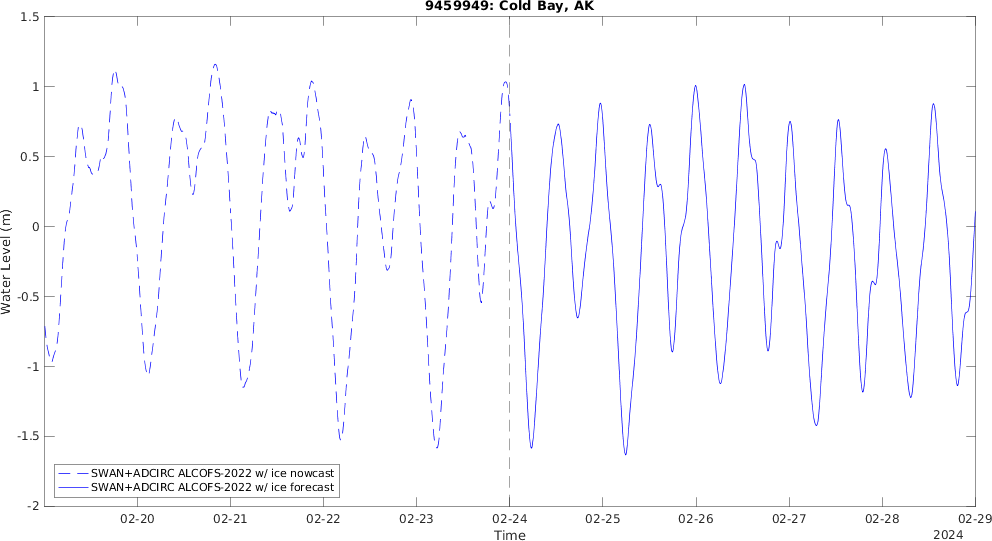 9459949: Cold Bay, AK
1.5
1
0.5
0
-0.5
-1
-1.5
-2
Water Level (m)
SWAN+ADCIRC ALCOFS-2022 w/ ice nowcast
SWAN+ADCIRC ALCOFS-2022 w/ ice forecast
02-20 02-21 02-22 02-23 02-24 02-25 02-26 02-27 02-28 02-29
Time
2024